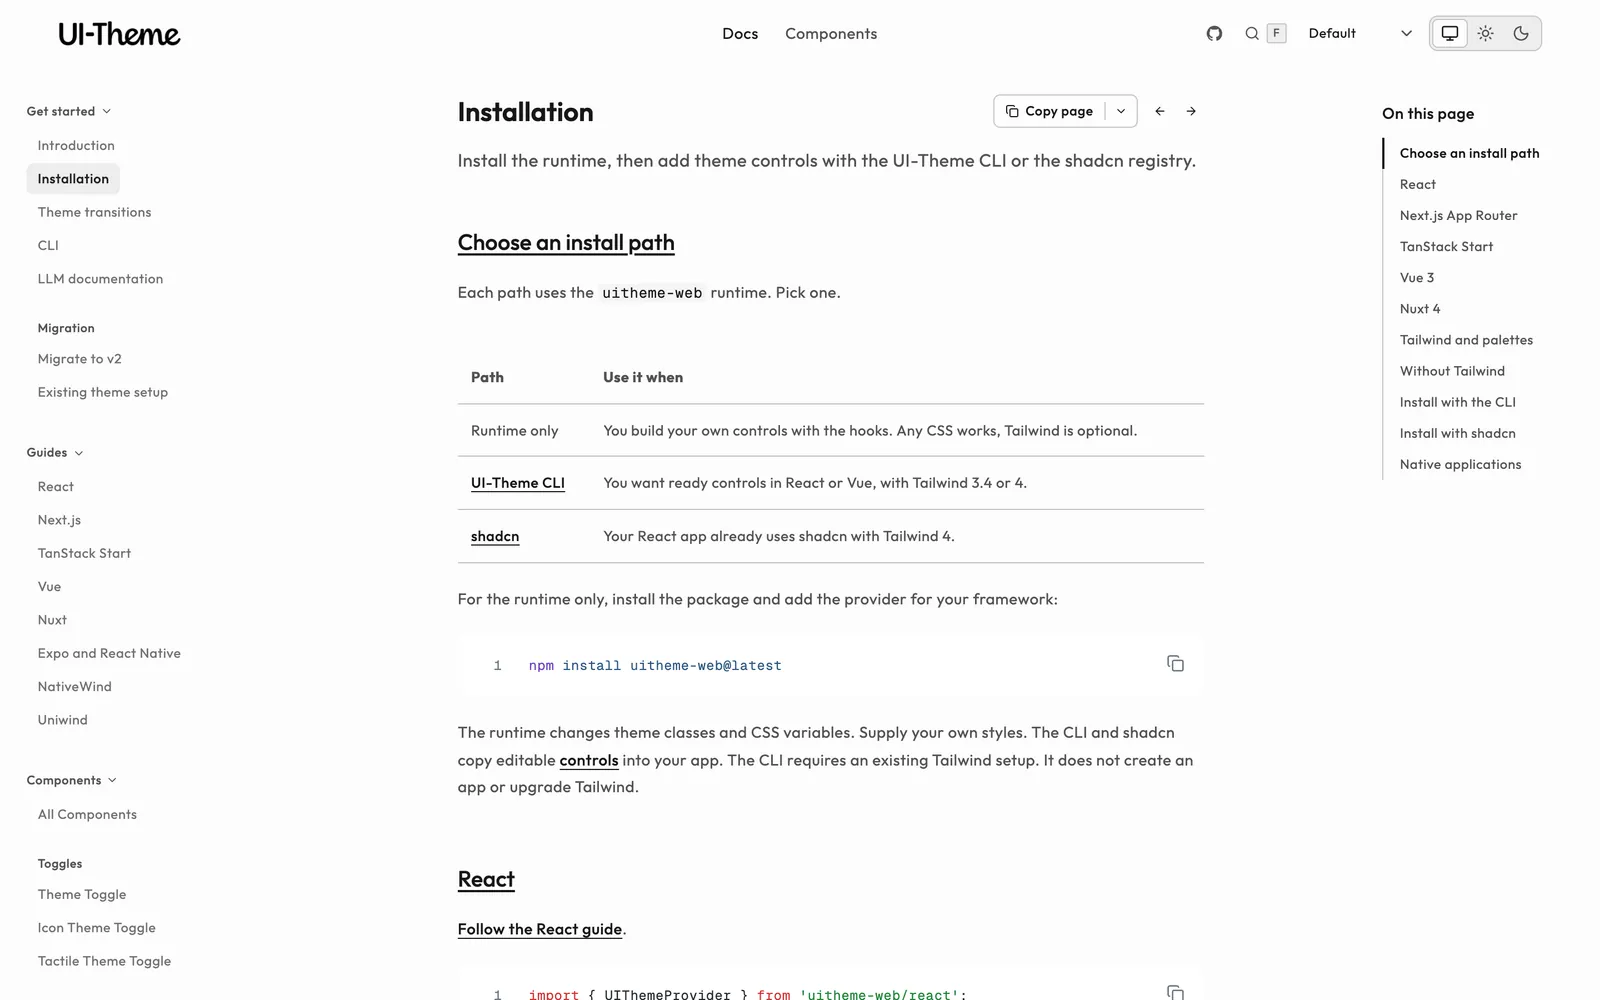 UI-Theme
Docs
Components
F
Default
Get started
Introduction
Installation
Theme transitions
CLI
LLM documentation
Migration
Migrate to v2
Existing theme setup
Guides
React
Next.js
TanStack Start
Vue
Nuxt
Expo and React Native
NativeWind
Uniwind
Components
All Components
Toggles
Theme Toggle
Icon Theme Toggle
Tactile Theme Toggle
Installation
Copy page
Install the runtime, then add theme controls with the UI-Theme CLI or the shadcn registry.
Choose an install path
Each path uses the uitheme-web runtime. Pick one.
Path Use it when
Runtime only You build your own controls with the hooks. Any CSS works, Tailwind is optional.
UI-Theme CLI You want ready controls in React or Vue, with Tailwind 3.4 or 4.
shadcn Your React app already uses shadcn with Tailwind 4.
For the runtime only, install the package and add the provider for your framework:
1 npm install uitheme-web@latest
The runtime changes theme classes and CSS variables. Supply your own styles. The CLI and shadcn
copy editable controls into your app. The CLI requires an existing Tailwind setup. It does not create an
app or upgrade Tailwind.
React
Follow the React guide.
1 import { UIThemeProvider } from 'uitheme-web/react';
On this page
Choose an install path
React
Next.js App Router
TanStack Start
Vue 3
Nuxt 4
Tailwind and palettes
Without Tailwind
Install with the CLI
Install with shadcn
Native applications